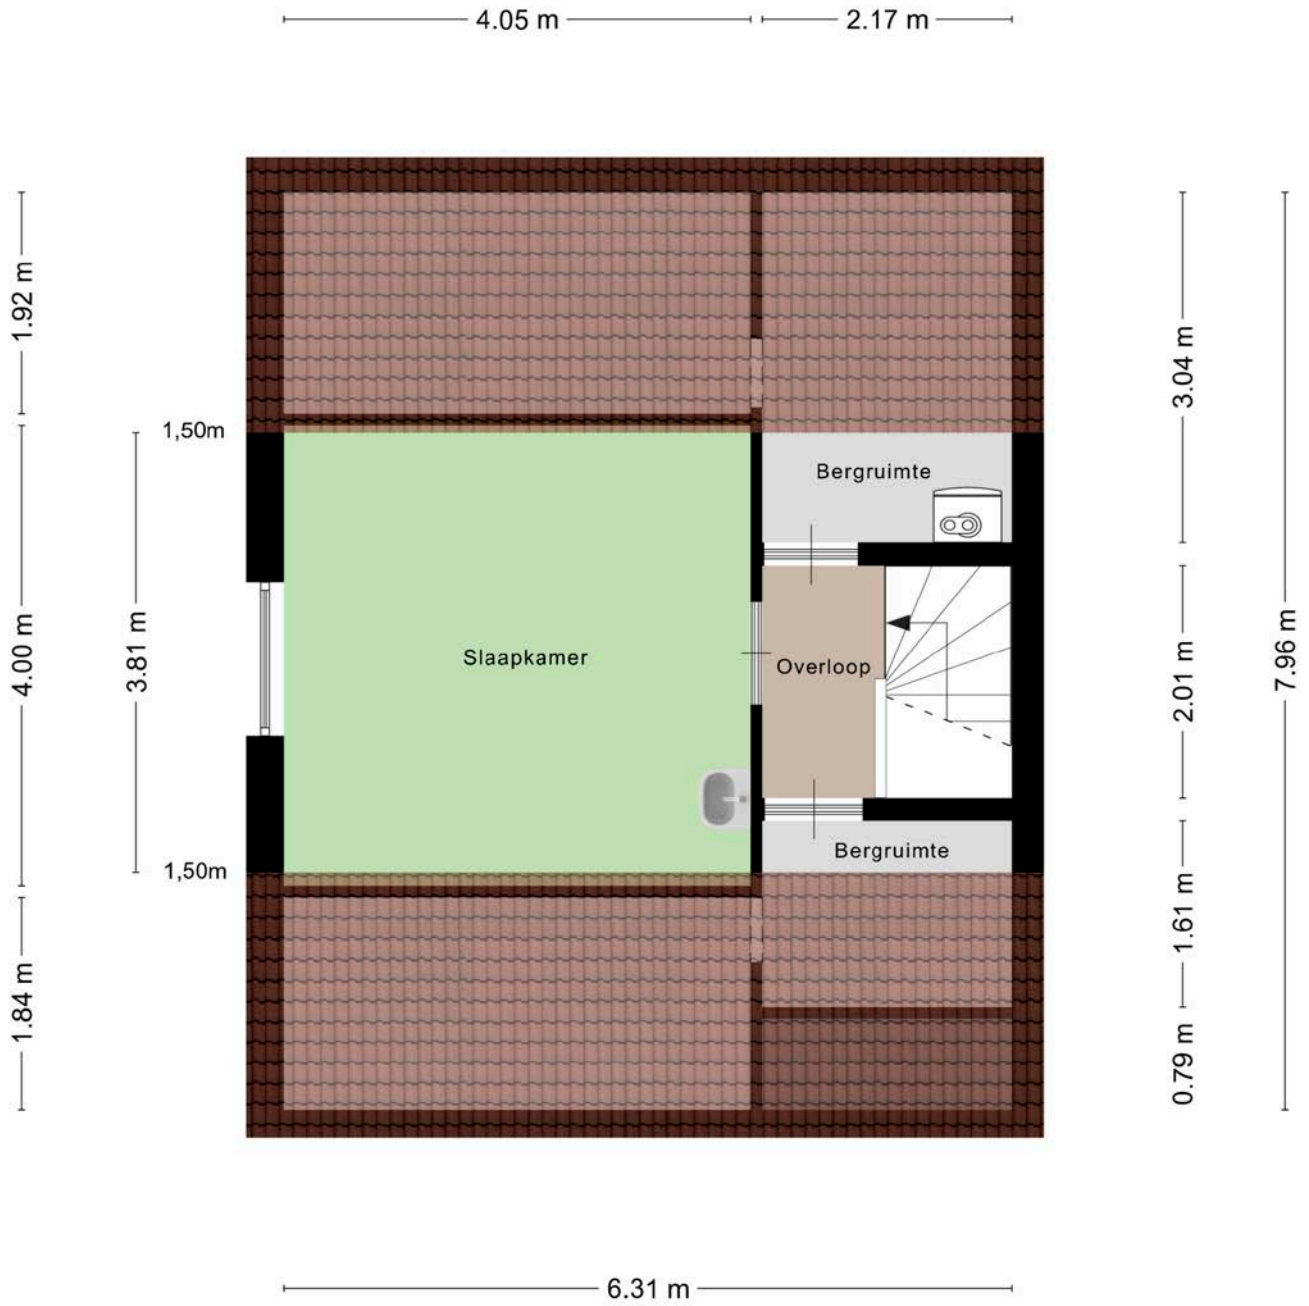 4.05 m
2.17 m
1.92 m
3.04 m
1,50m
Bergruimte
4.00 m
3.81 m
Slaapkamer
Overloop
2.01 m
7.96 m
Bergruimte
1,50m
1.61 m
1.84 m
0.79 m
6.31 m